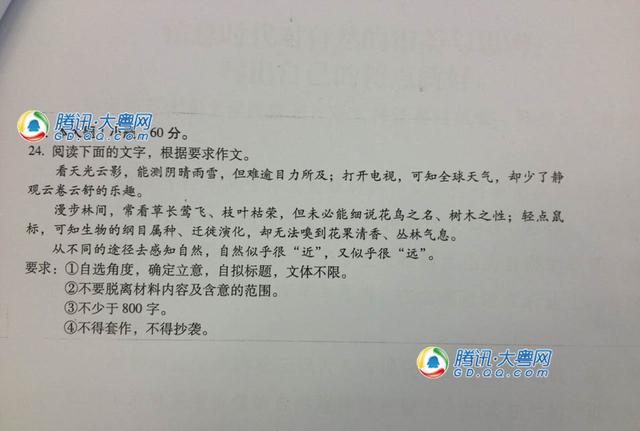 腾讯·大粤网
GD.QQ.COM
60分。
24. 阅读下面的文字，根据要求作文。
看天光云影，能测阴晴雨雪，但难逾目力所及；打开电视，可知全球天气，却少了静
观云卷云舒的乐趣。
漫步林间，常看草长莺飞、枝叶枯荣，但未必能细说花鸟之名、树木之性；轻点鼠
标，可知生物的纲目属种、迁徙演化，却无法嗅到花果清香、丛林气息。
从不同的途径去感知自然，自然似乎很“近”，又似乎很“远”。
要求：①自选角度，确定立意，自拟标题，文体不限。
②不要脱离材料内容及含意的范围。
③不少于800字。
④不得套作，不得抄袭。
腾讯·大粤网
GD.QQ.COM